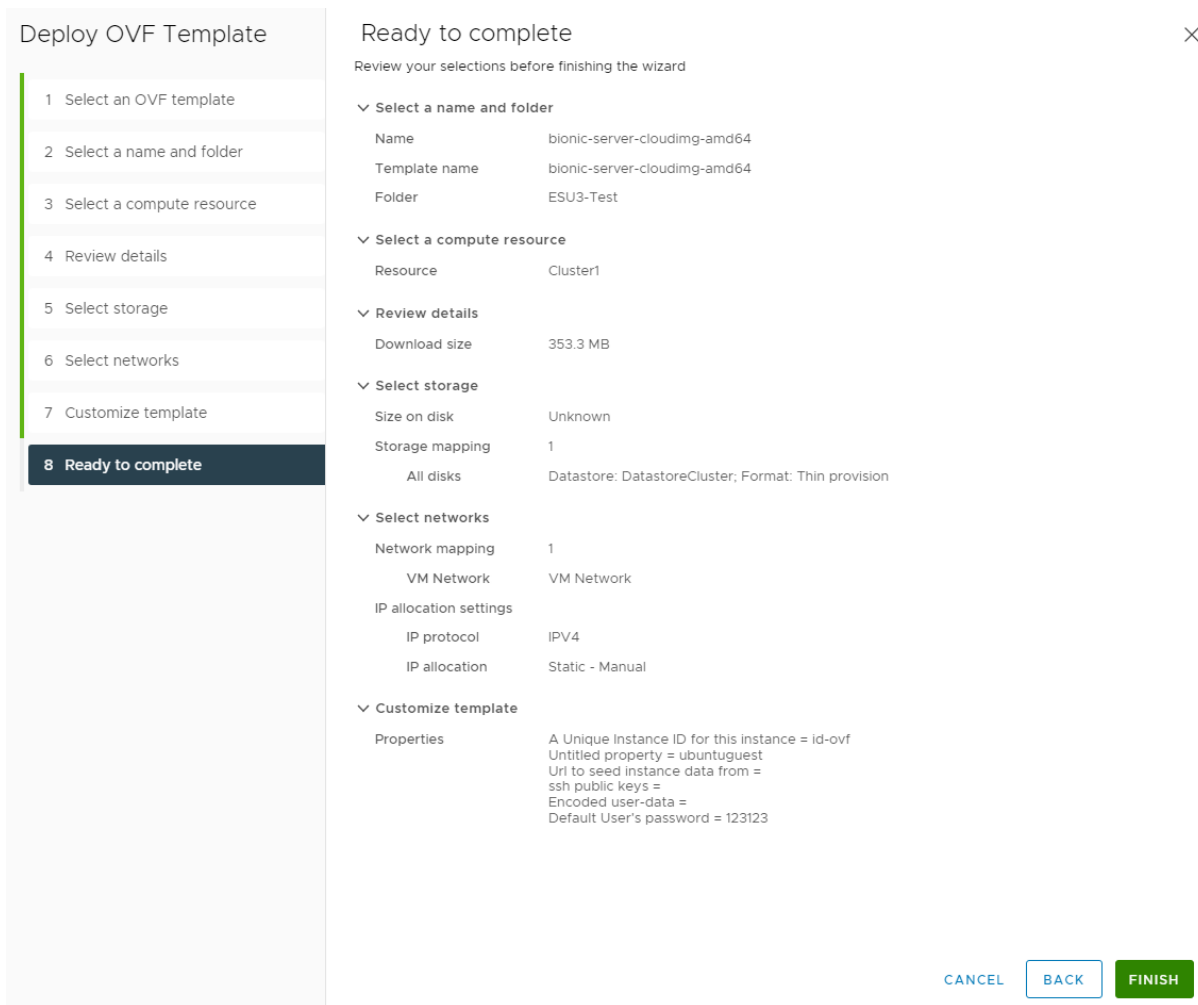 Deploy OVF Template
1 Select an OVF template
2 Select a name and folder
3 Select a compute resource
4 Review details
5 Select storage
6 Select networks
7 Customize template
8 Ready to complete
Ready to complete
Review your selections before finishing the wizard
Select a name and folder
Name bionic-server-cloudimg-amd64
Template name bionic-server-cloudimg-amd64
Folder ESU3-Test
Select a compute resource
Resource Cluster1
Review details
Download size 353.3 MB
Select storage
Size on disk Unknown
Storage mapping 1
All disks Datastore: DatastoreCluster; Format: Thin provision
Select networks
Network mapping 1
VM Network VM Network
IP allocation settings
IP protocol IPV4
IP allocation Static - Manual
Customize template
Properties A Unique Instance ID for this instance = id-ovf
Untitled property = ubuntuguest
Url to seed instance data from =
ssh public keys =
Encoded user-data =
Default User's password = 123123
CANCEL BACK FINISH